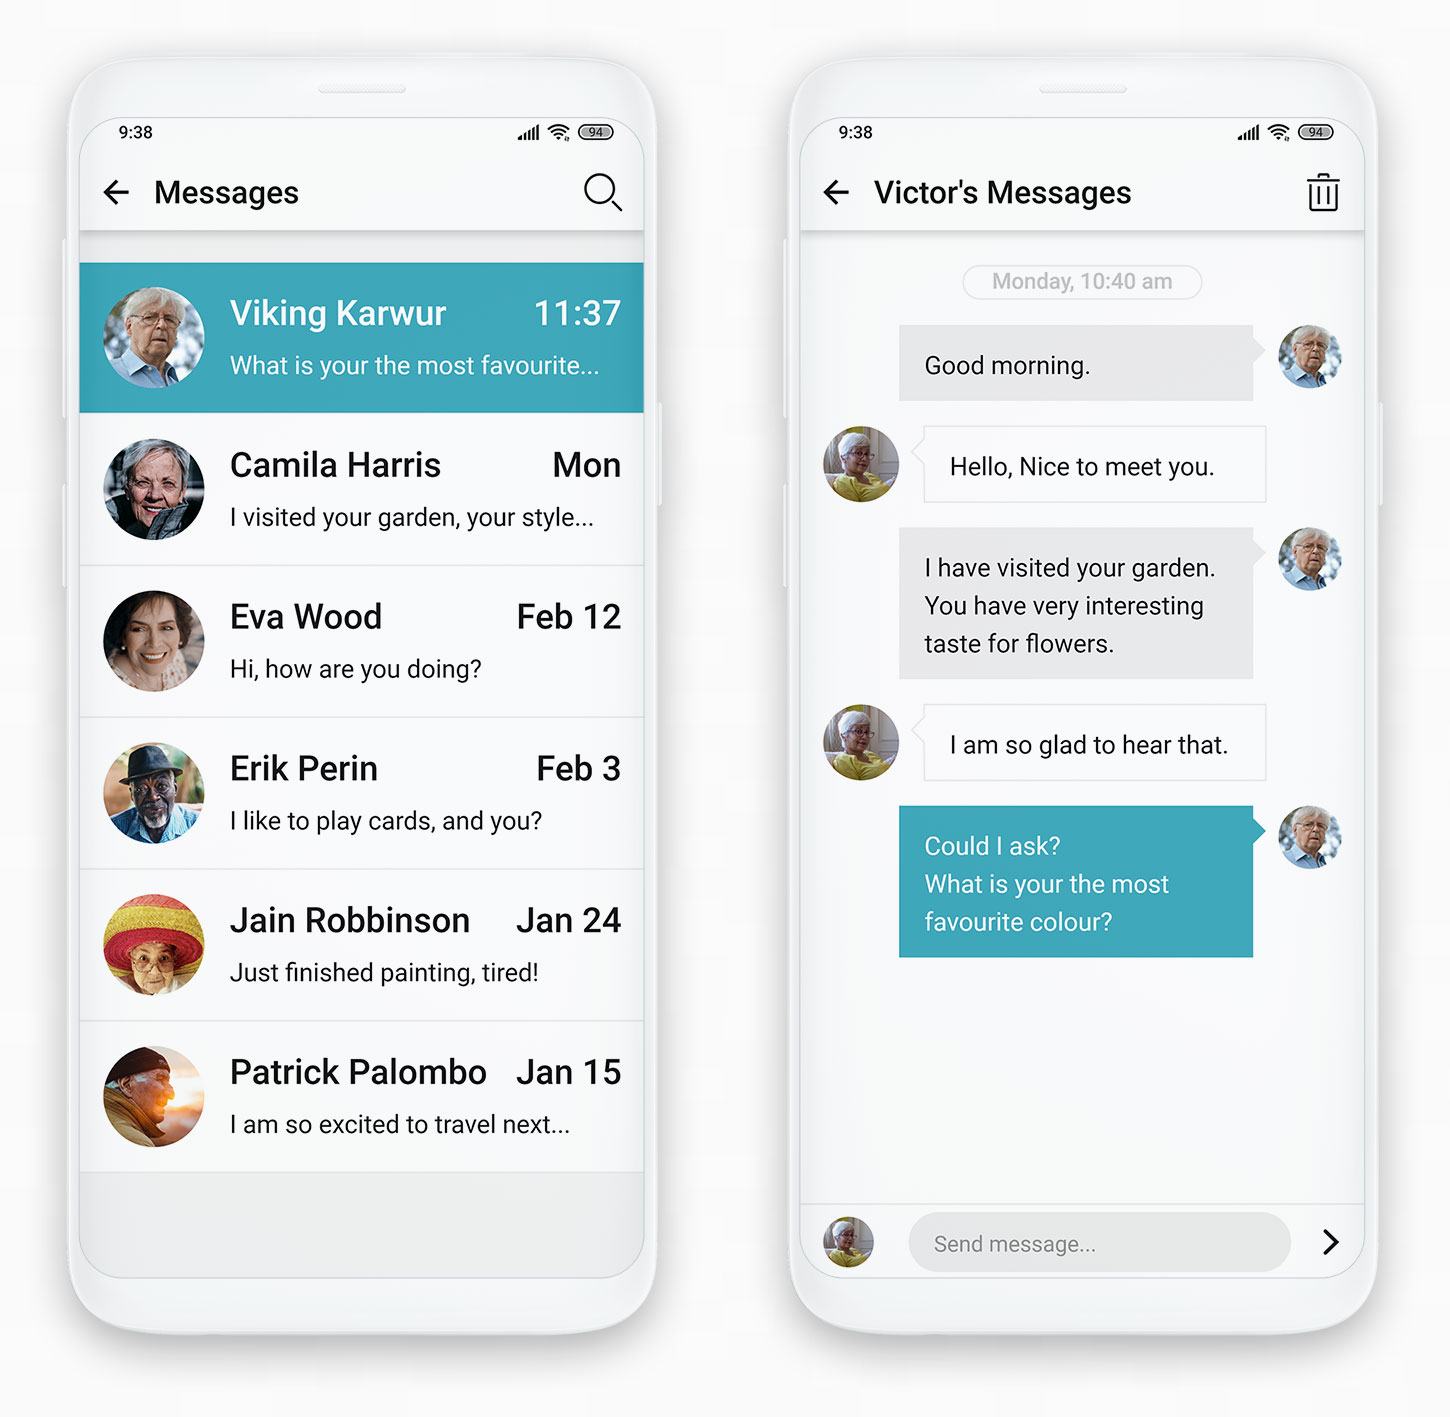 9:38
94
Messages
Viking Karwur 11:37
What is your the most favourite...
Camila Harris Mon
I visited your garden, your style...
Eva Wood Feb 12
Hi, how are you doing?
Erik Perin Feb 3
I like to play cards, and you?
Jain Robbinson Jan 24
Just finished painting, tired!
Patrick Palombo Jan 15
I am so excited to travel next...
9:38
94
Victor's Messages
Monday, 10:40 am
Good morning.
Hello, Nice to meet you.
I have visited your garden.
You have very interesting
taste for flowers.
I am so glad to hear that.
Could I ask?
What is your the most
favourite colour?
Send message...